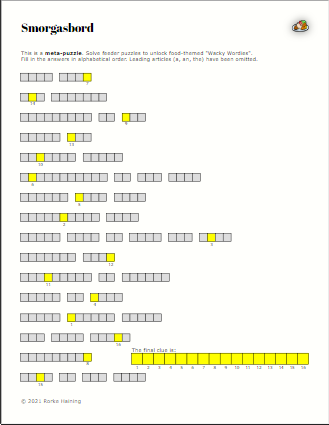 Smorgasbord
This is a meta-puzzle. Solve feeder puzzles to unlock food-themed "Wacky Wordies".
Fill in the answers in alphabetical order. Leading articles (a, an, the) have been omitted.
7
14
9
13
10
6
5
2
3
12
11
4
1
16
The final clue is:
8
1 2 3 4 5 6 7 8 9 10 11 12 13 14 15 16
15
© 2021 Rorke Haining